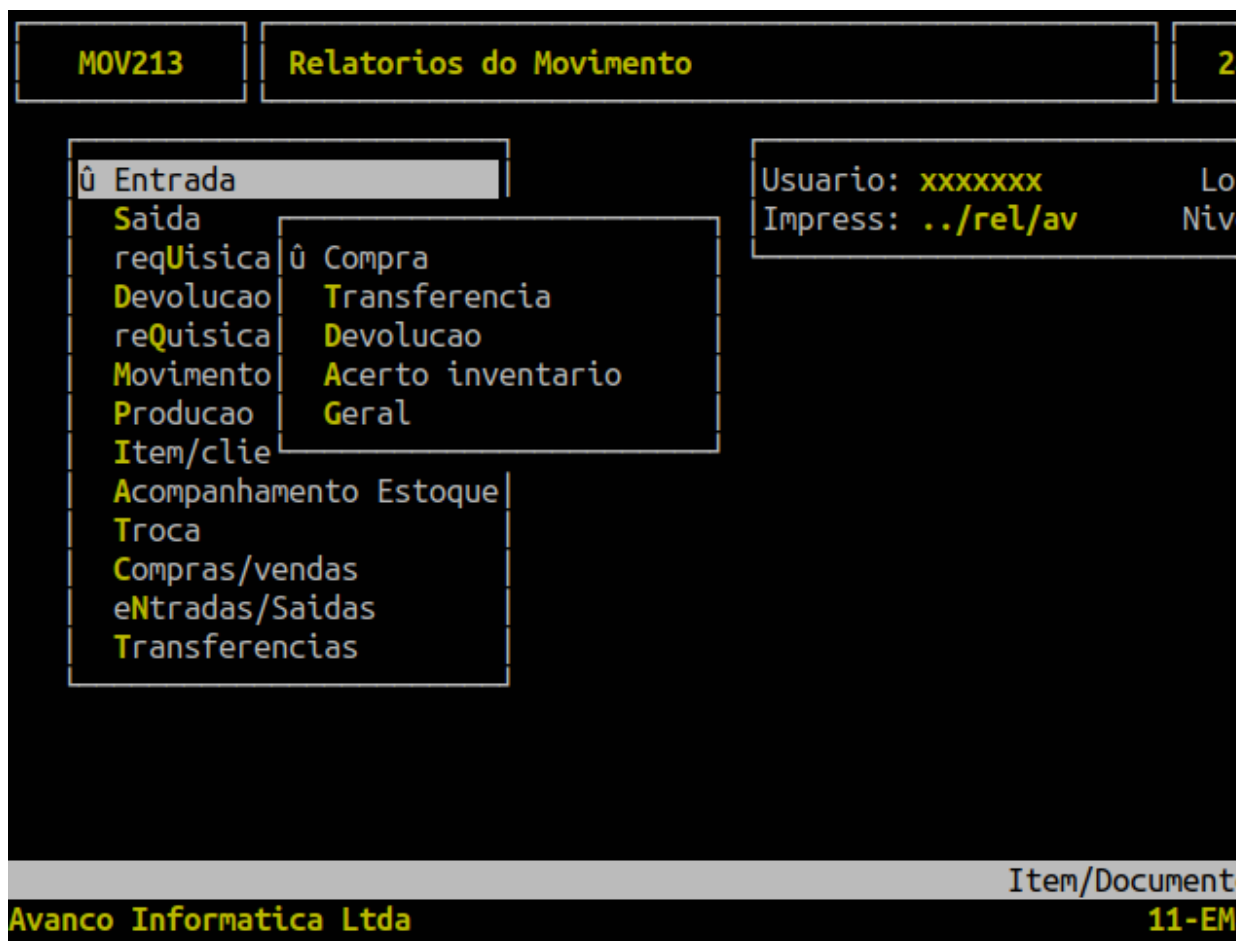 MOV213 Relatorios do Movimento 2
û Entrada
Usuario: xxxxxxx Lo
Saida
Impress: ../rel/av Niv
reqUisica
û Compra
Devolucao
Transferencia
reQuisica
Devolucao
Movimento
Acerto inventario
Producao
Geral
Item/clie
Acompanhamento Estoque
Troca
Compras/vendas
eNtradas/Saidas
Transferencias
Item/Document
Avanco Informatica Ltda 11-EM